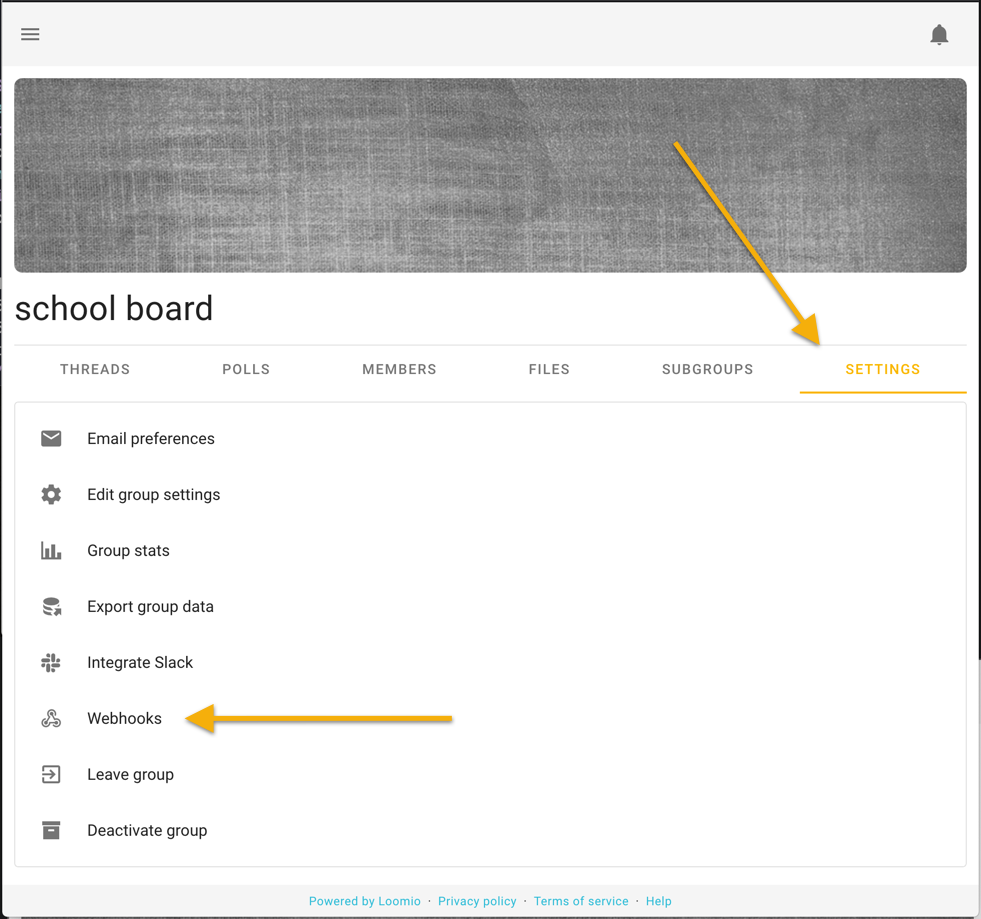 school board
THREADS POLLS MEMBERS FILES SUBGROUPS SETTINGS
Email preferences
Edit group settings
Group stats
Export group data
Integrate Slack
Webhooks
Leave group
Deactivate group
Powered by Loomio · Privacy policy · Terms of service · Help